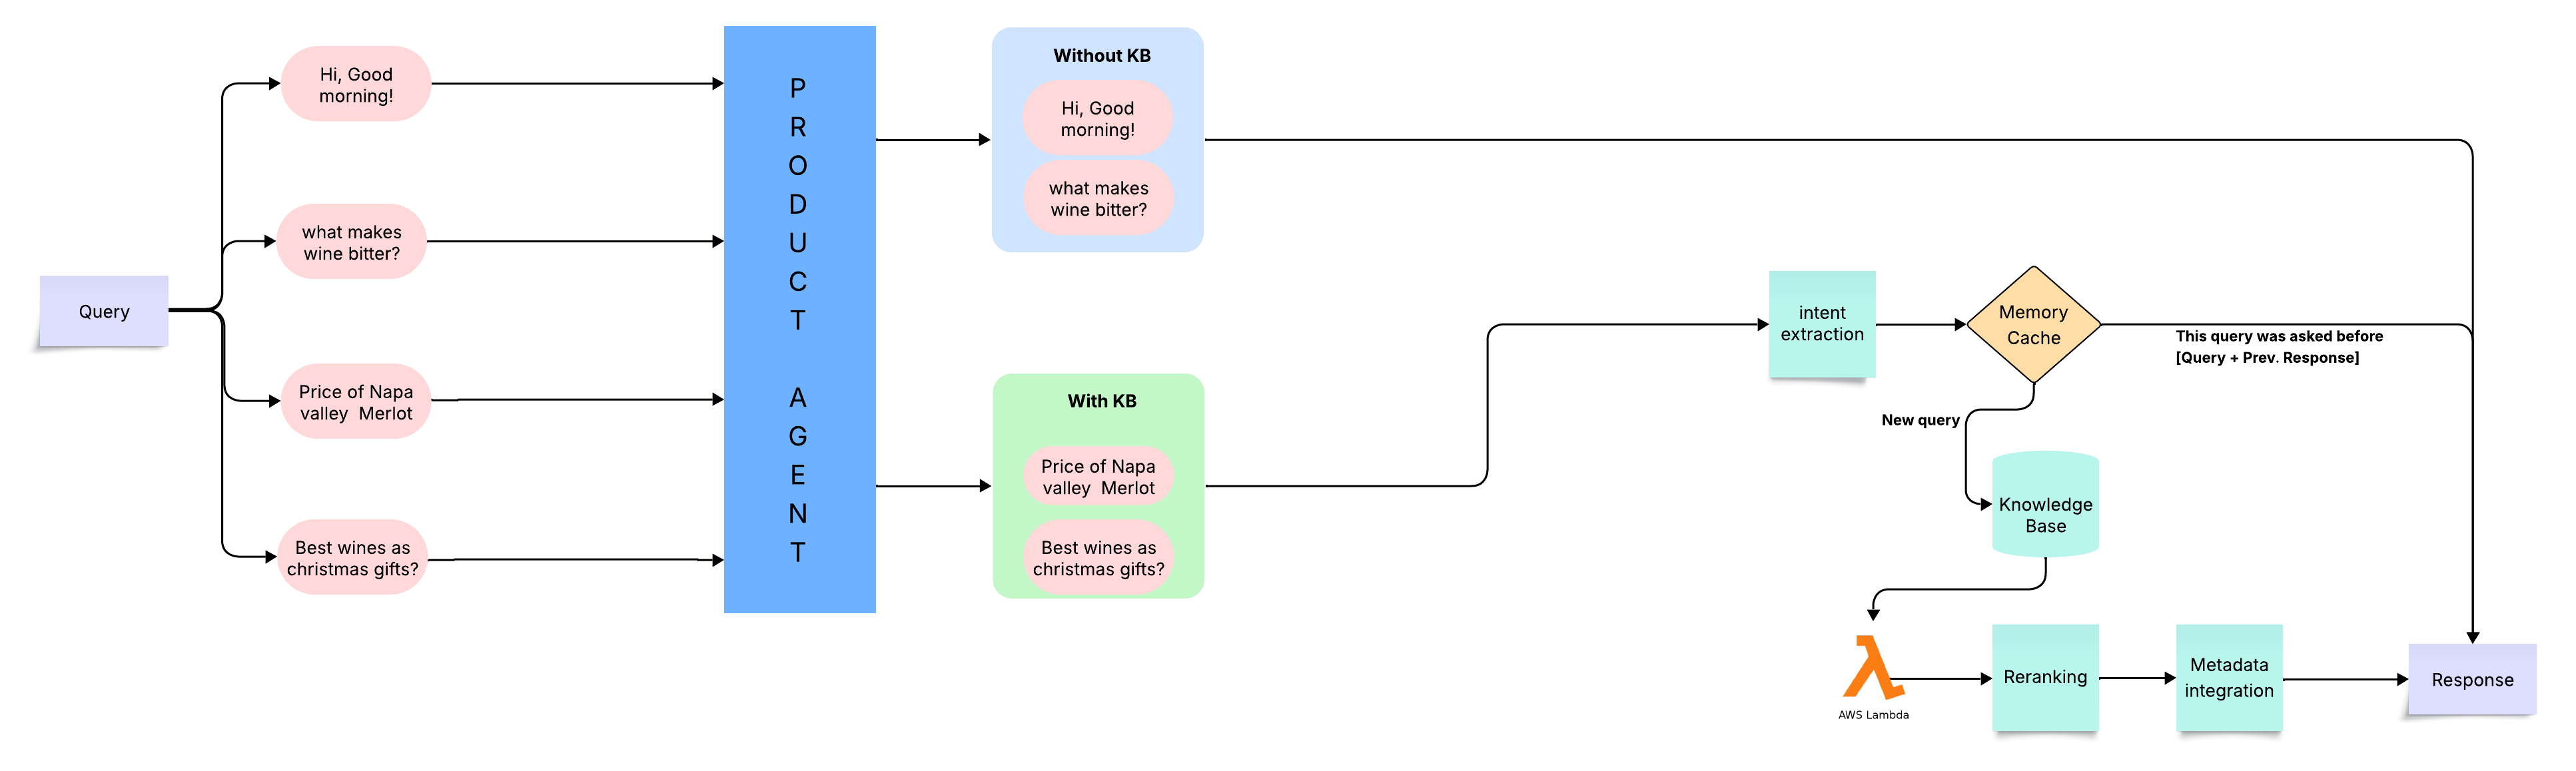 Query
Hi, Good
morning!
what makes
wine bitter?
Price of Napa
valley  Merlot
Best wines as
christmas gifts?
P
R
O
D
U
C
T
A
G
E
N
T
Without KB
Hi, Good
morning!
what makes
wine bitter?
With KB
Price of Napa
valley  Merlot
Best wines as
christmas gifts?
intent
extraction
Memory
Cache
This query was asked before
[Query + Prev. Response]
New query
Knowledge
Base
AWS Lambda
Reranking
Metadata
integration
Response